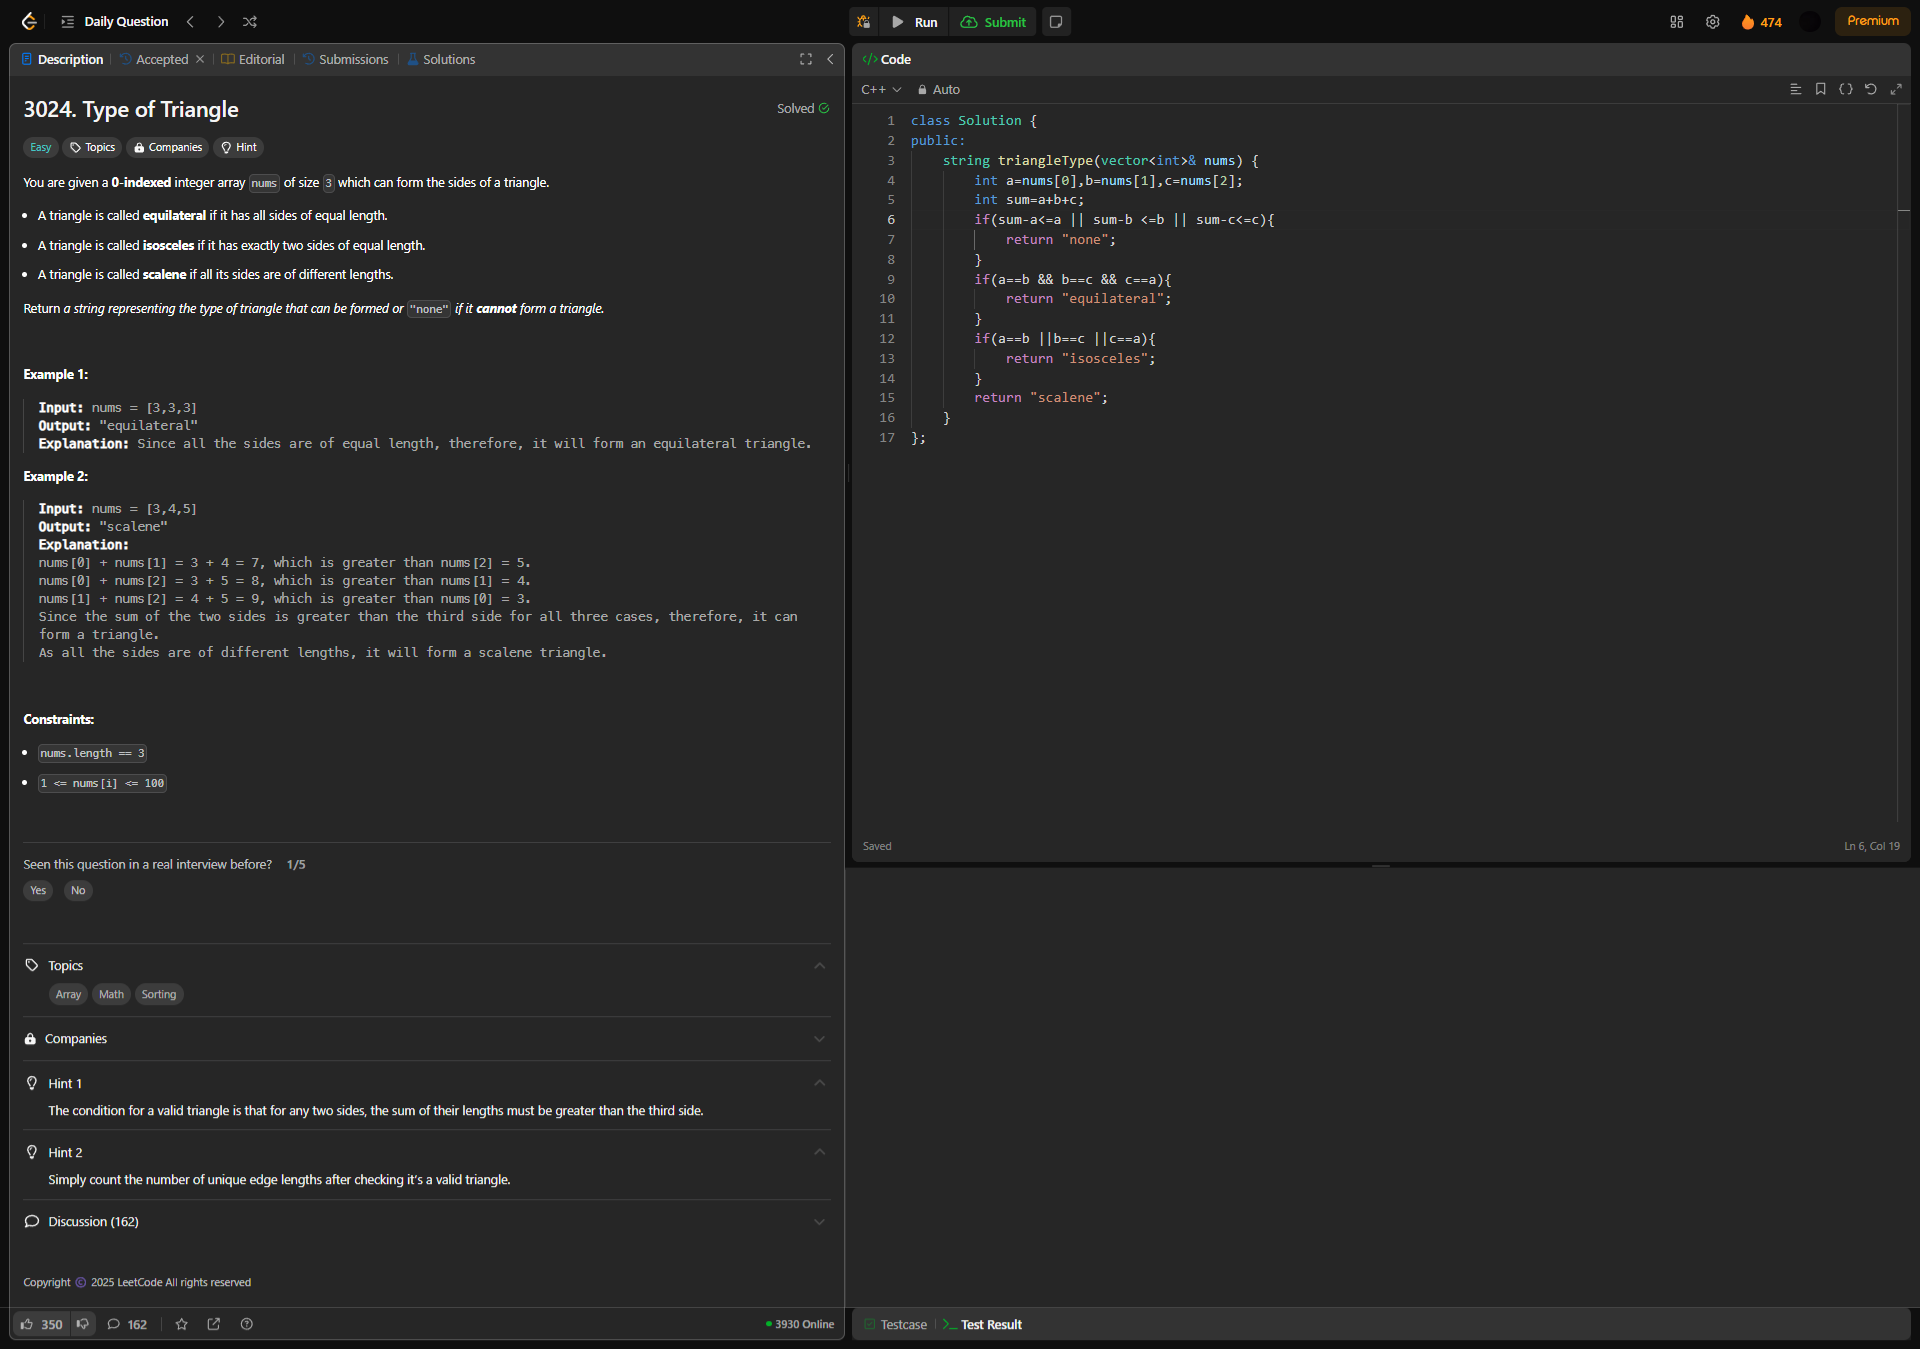 Daily Question
Run
Submit
474
Premium
Description
Accepted
Editorial
Submissions
Solutions
3024. Type of Triangle
Solved
Easy
Topics
Companies
Hint
You are given a 0-indexed integer array nums of size 3 which can form the sides of a triangle.
• A triangle is called equilateral if it has all sides of equal length.
• A triangle is called isosceles if it has exactly two sides of equal length.
• A triangle is called scalene if all its sides are of different lengths.
Return a string representing the type of triangle that can be formed or "none" if it cannot form a triangle.
Example 1:
Input: nums = [3,3,3]
Output: "equilateral"
Explanation: Since all the sides are of equal length, therefore, it will form an equilateral triangle.
Example 2:
Input: nums = [3,4,5]
Output: "scalene"
Explanation:
nums[0] + nums[1] = 3 + 4 = 7, which is greater than nums[2] = 5.
nums[0] + nums[2] = 3 + 5 = 8, which is greater than nums[1] = 4.
nums[1] + nums[2] = 4 + 5 = 9, which is greater than nums[0] = 3.
Since the sum of the two sides is greater than the third side for all three cases, therefore, it can
form a triangle.
As all the sides are of different lengths, it will form a scalene triangle.
Constraints:
• nums.length == 3
• 1 <= nums[i] <= 100
Seen this question in a real interview before? 1/5
Yes No
Topics
Array Math Sorting
Companies
Hint 1
The condition for a valid triangle is that for any two sides, the sum of their lengths must be greater than the third side.
Hint 2
Simply count the number of unique edge lengths after checking it's a valid triangle.
Discussion (162)
Copyright © 2025 LeetCode All rights reserved
350
162
3930 Online
</> Code
C++
Auto
1 class Solution {
2 public:
3     string triangleType(vector<int>& nums) {
4         int a=nums[0],b=nums[1],c=nums[2];
5         int sum=a+b+c;
6         if(sum-a<=a || sum-b <=b || sum-c<=c){
7             return "none";
8         }
9         if(a==b && b==c && c==a){
10             return "equilateral";
11         }
12         if(a==b ||b==c ||c==a){
13             return "isosceles";
14         }
15         return "scalene";
16     }
17 };
Saved
Ln 6, Col 19
Testcase
Test Result